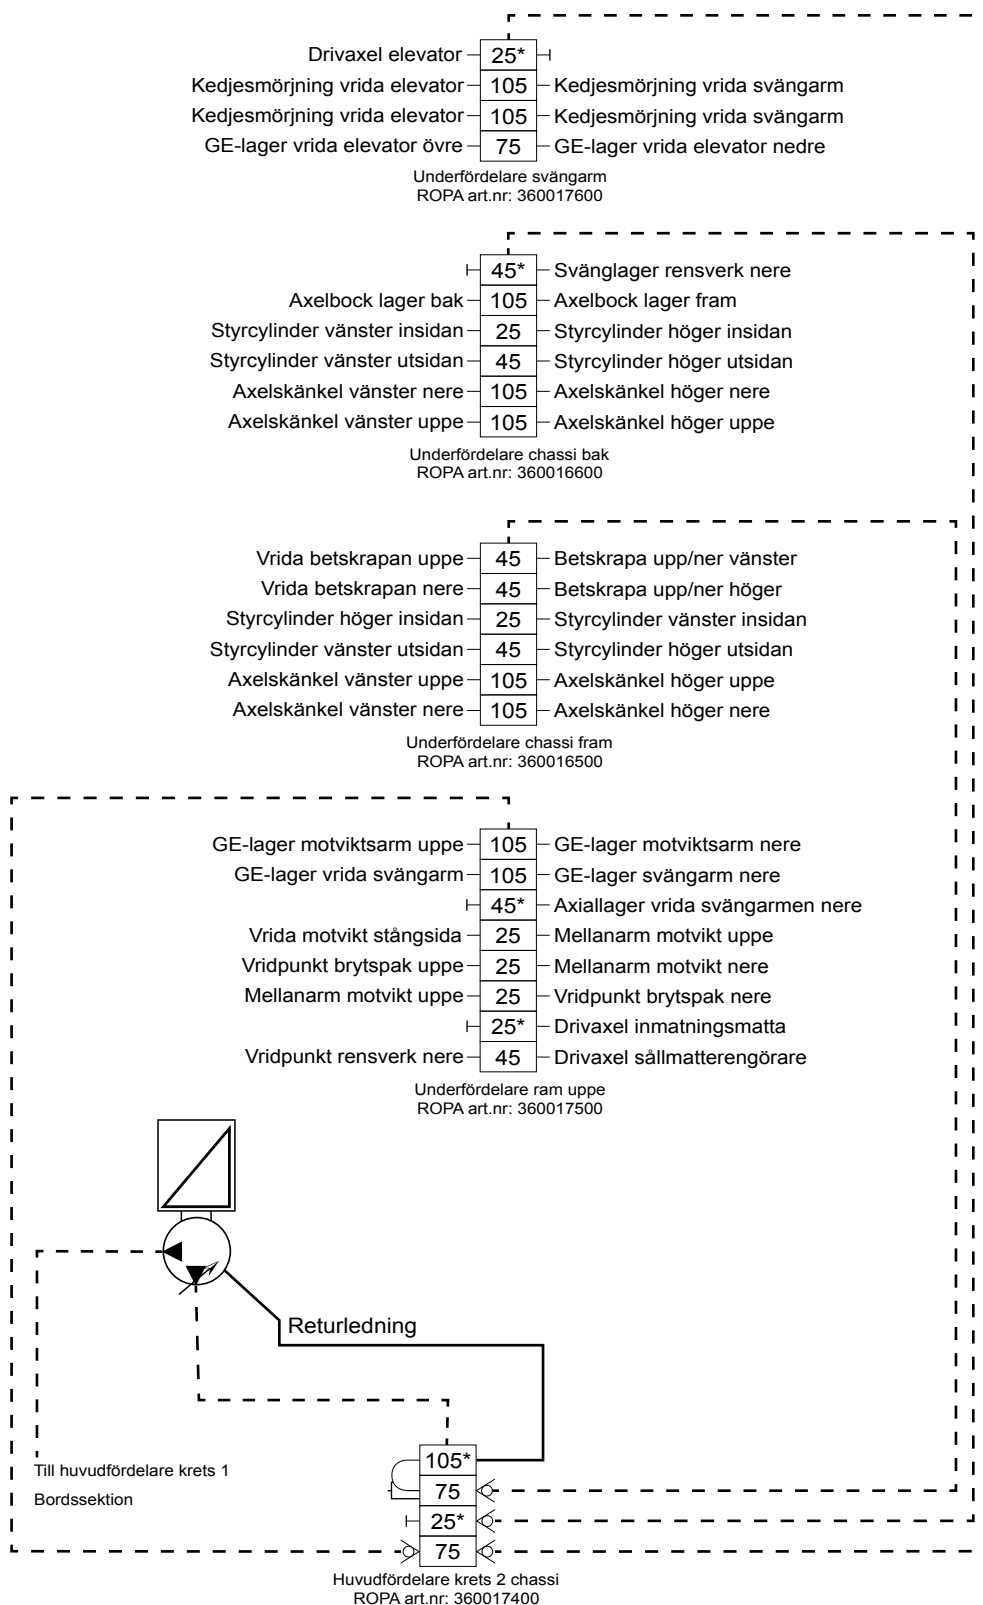 Drivaxel elevator 25*
Kedjesmörjning vrida elevator 105 Kedjesmörjning vrida svängarm
Kedjesmörjning vrida elevator 105 Kedjesmörjning vrida svängarm
GE-lager vrida elevator övre 75 GE-lager vrida elevator nedre
Underfördelare svängarm
ROPA art.nr: 360017600
45* Svänglager rensverk nere
Axelbock lager bak 105 Axelbock lager fram
Styrcylinder vänster insidan 25 Styrcylinder höger insidan
Styrcylinder vänster utsidan 45 Styrcylinder höger utsidan
Axelskänkel vänster nere 105 Axelskänkel höger nere
Axelskänkel vänster uppe 105 Axelskänkel höger uppe
Underfördelare chassi bak
ROPA art.nr: 360016600
Vrida betskrapan uppe 45 Betskrapa upp/ner vänster
Vrida betskrapan nere 45 Betskrapa upp/ner höger
Styrcylinder höger insidan 25 Styrcylinder vänster insidan
Styrcylinder vänster utsidan 45 Styrcylinder höger utsidan
Axelskänkel vänster uppe 105 Axelskänkel höger uppe
Axelskänkel vänster nere 105 Axelskänkel höger nere
Underfördelare chassi fram
ROPA art.nr: 360016500
GE-lager motviktsarm uppe 105 GE-lager motviktsarm nere
GE-lager vrida svängarm 105 GE-lager svängarm nere
45* Axiallager vrida svängarmen nere
Vrida motvikt stångsida 25 Mellanarm motvikt uppe
Vridpunkt brytspak uppe 25 Mellanarm motvikt nere
Mellanarm motvikt uppe 25 Vridpunkt brytspak nere
25* Drivaxel inmatningsmatta
Vridpunkt rensverk nere 45 Drivaxel sållmatterengörare
Underfördelare ram uppe
ROPA art.nr: 360017500
Returledning
Till huvudfördelare krets 1
Bordssektion
105*
75
25*
75
Huvudfördelare krets 2 chassi
ROPA art.nr: 360017400